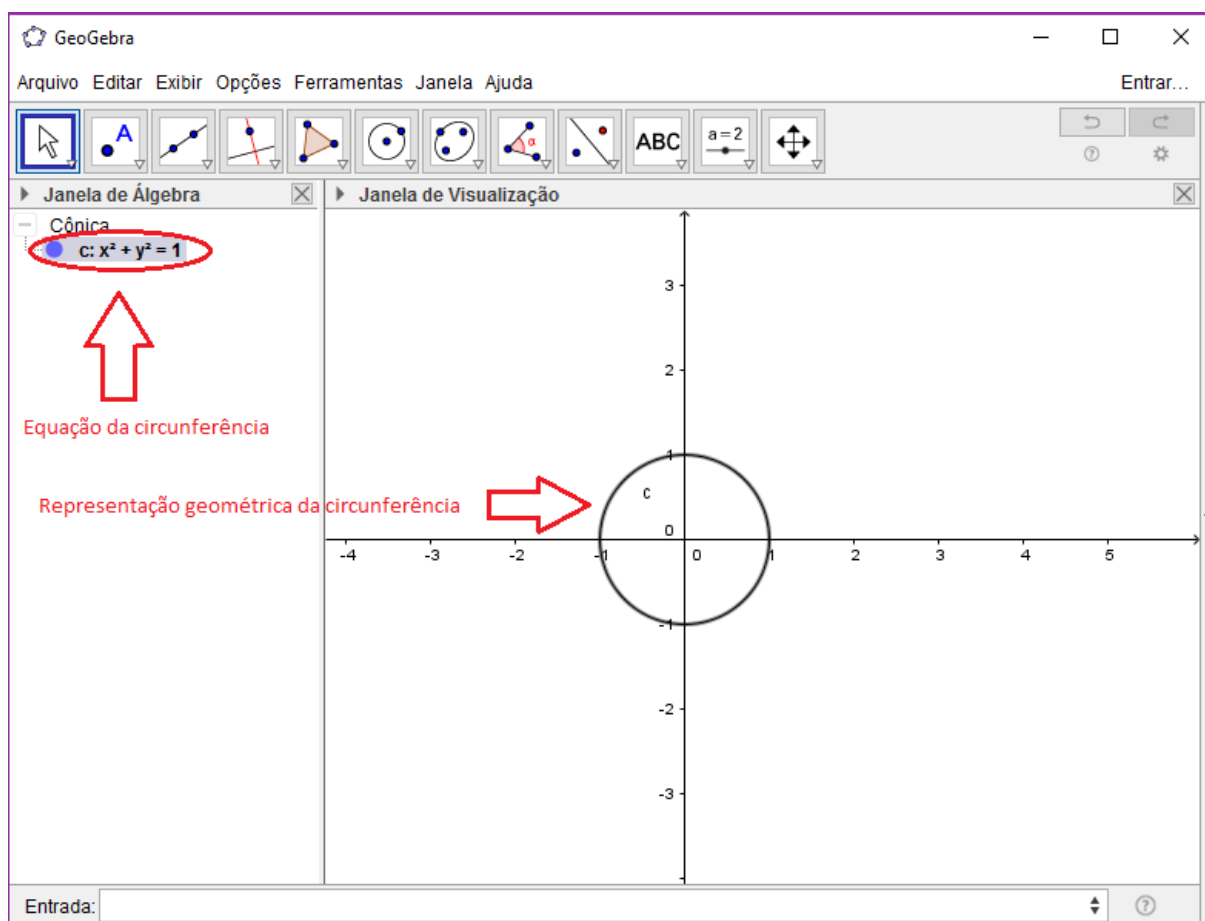 GeoGebra
Arquivo Editar Exibir Opções Ferramentas Janela Ajuda Entrar...
A α ABC a=2
Janela de Álgebra
Janela de Visualização
Cônica
c: x² + y² = 1
Equação da circunferência
Representação geométrica da circunferência
c
3
2
1
0
-4 -3 -2 -1 0 1 2 3 4 5
-1
-2
-3
Entrada: